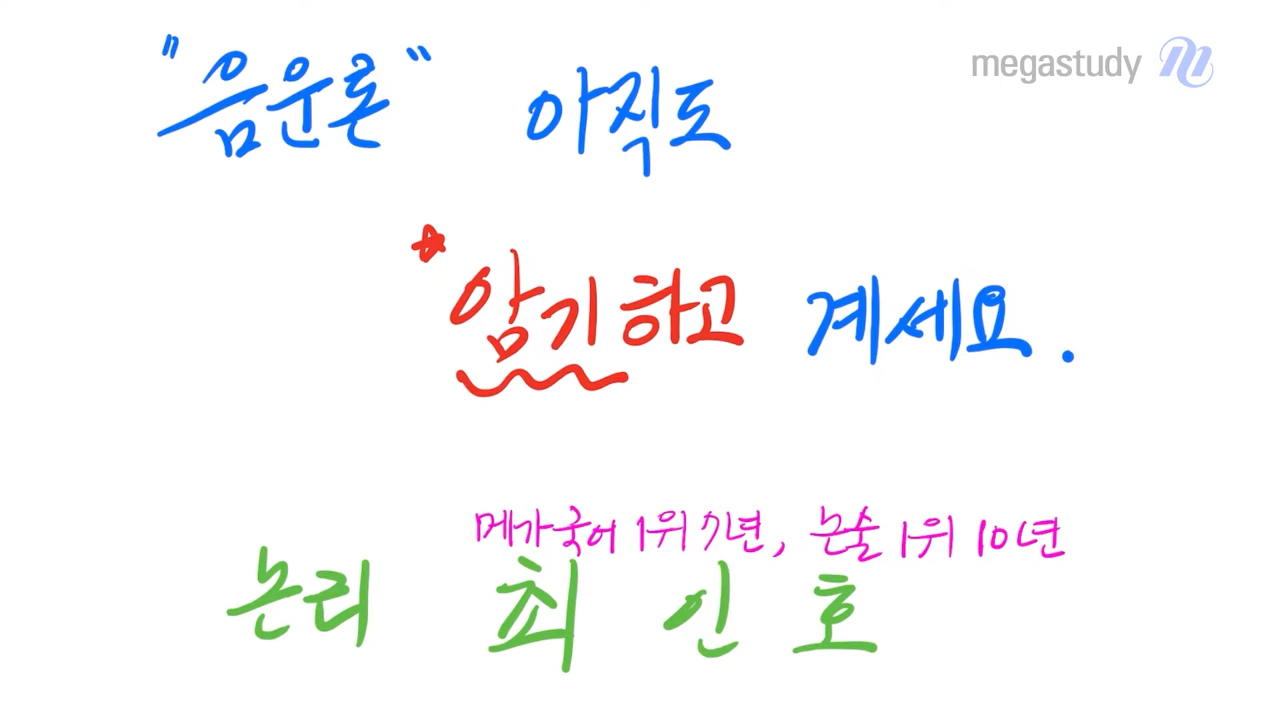 "음운론" 아직도
megastudy
*암기하고 계세요.
메가국어 1위 7년, 논술 1위 10년
논리 최인호